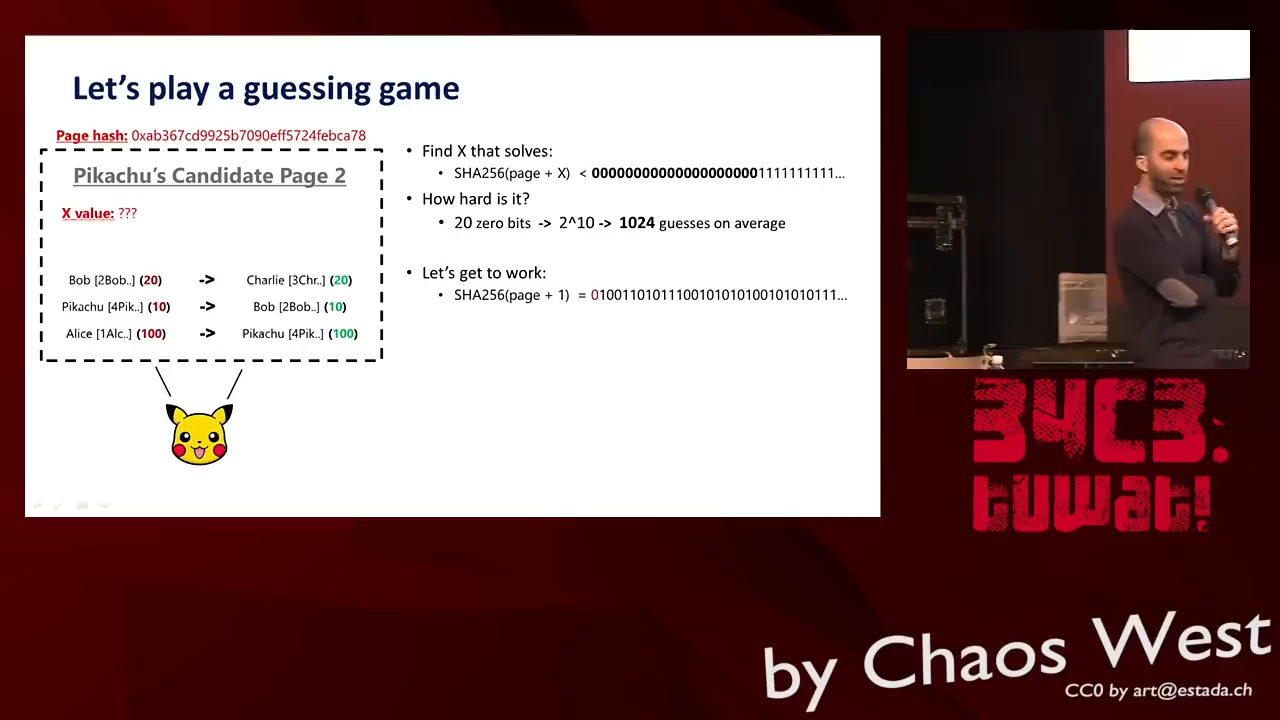 Let's play a guessing game
Page hash: 0xab367cd9925b7090eff5724febca78
Pikachu's Candidate Page 2
X value: ???
Bob [2Bob..] (20) -> Charlie [3Chr..] (20)
Pikachu [4Pik..] (10) -> Bob [2Bob..] (10)
Alice [1Alc..] (100) -> Pikachu [4Pik..] (100)
• Find X that solves:
• SHA256(page + X) < 000000000000000000001111111111...
• How hard is it?
• 20 zero bits -> 2^10 -> 1024 guesses on average
• Let's get to work:
• SHA256(page + 1) = 0100110101110010101010010101010111...
34C3:
tuwat!
by Chaos West
CC0 by art@estada.ch